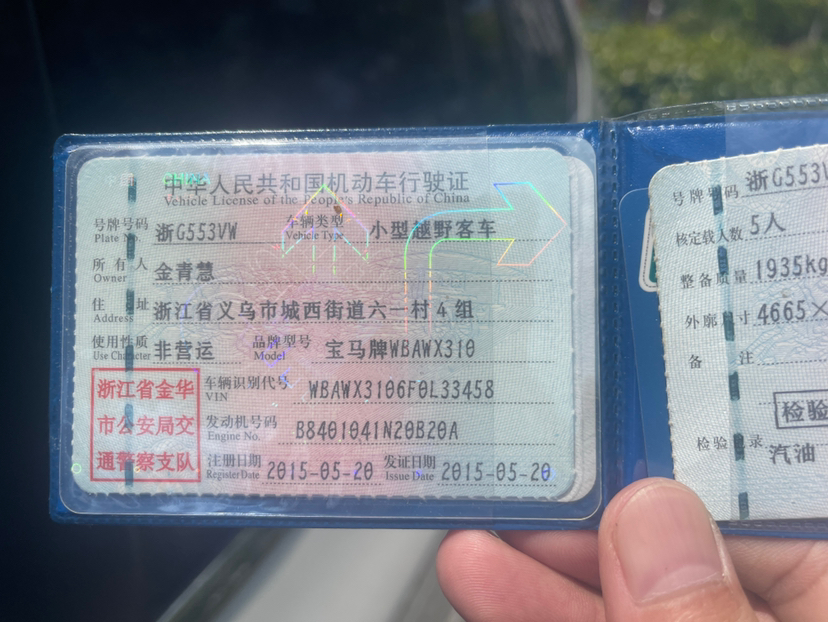 中国 CHINA
中华人民共和国机动车行驶证
Vehicle License of the People's Republic of China
号牌号码 浙G553VW 车辆类型 小型越野客车
Plate No. Vehicle Type
所有人 金青慧
Owner
住址 浙江省义乌市城西街道六一村4组
Address
使用性质 非营运 品牌型号 宝马牌WBAWX310
Use Character Model
浙江省金华
市公安局交
通警察支队
车辆识别代号 WBAWX3106F0L33458
VIN
发动机号码 B8401041N20B20A
Engine No.
注册日期 2015-05-20 发证日期 2015-05-20
Register Date Issue Date
号牌号码 浙G553V
核定载人数 5人
整备质量 1935kg
外廓尺寸 4665×
备注
检验
检验记录 汽油